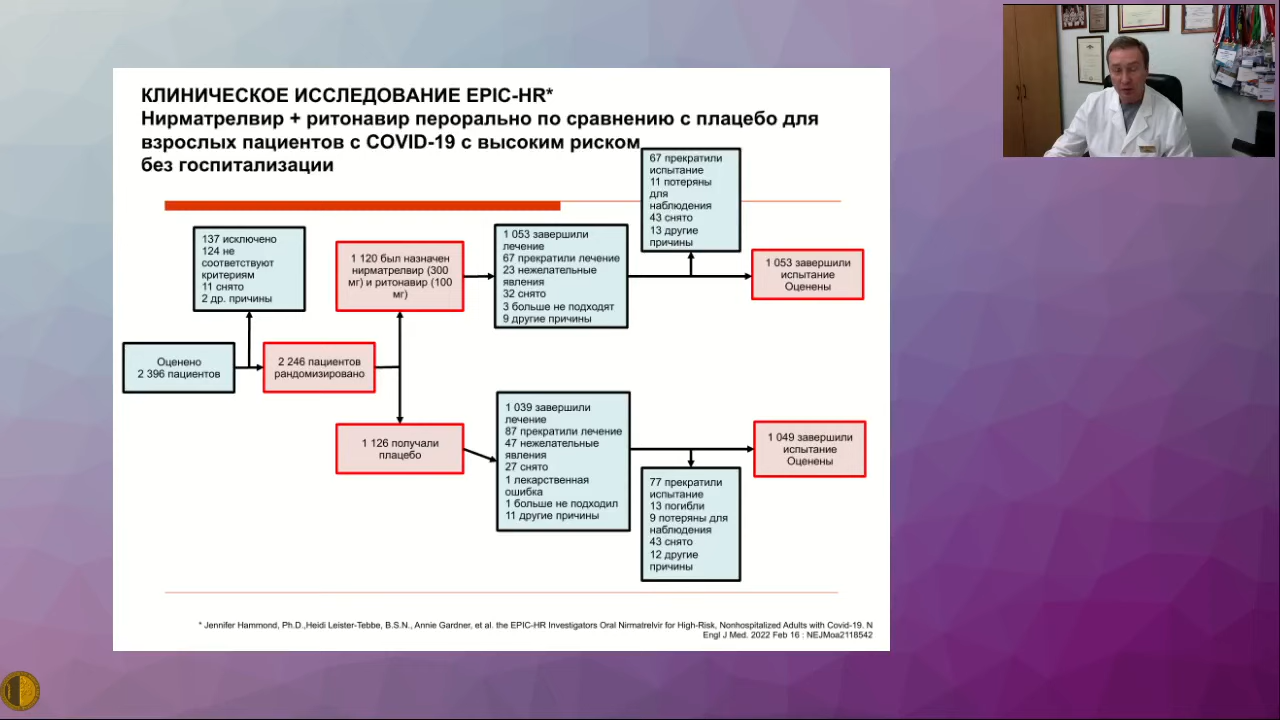 КЛИНИЧЕСКОЕ ИССЛЕДОВАНИЕ EPIC-HR*
Нирматрелвир + ритонавир перорально по сравнению с плацебо для
взрослых пациентов с COVID-19 с высоким риском
без госпитализации
67 прекратили
испытание
11 потеряны
для
наблюдения
43 снято
13 другие
причины
137 исключено
124 не
соответствуют
критериям
11 снято
2 др. причины
1 120 был назначен
нирматрелвир (300
мг) и ритонавир (100
мг)
1 053 завершили
лечение
67 прекратили лечение
23 нежелательные
явления
32 снято
3 больше не подходят
9 другие причины
1 053 завершили
испытание
Оценены
Оценено
2 396 пациентов
2 246 пациентов
рандомизировано
1 126 получали
плацебо
1 039 завершили
лечение
87 прекратили лечение
47 нежелательные
явления
27 снято
1 лекарственная
ошибка
1 больше не подходил
11 другие причины
1 049 завершили
испытание
Оценены
77 прекратили
испытание
13 погибли
9 потеряны для
наблюдения
43 снято
12 другие
причины
* Jennifer Hammond, Ph.D.,Heidi Leister-Tebbe, B.S.N., Annie Gardner, et al. the EPIC-HR Investigators Oral Nirmatrelvir for High-Risk, Nonhospitalized Adults with Covid-19. N
Engl J Med. 2022 Feb 16 : NEJMoa2118542